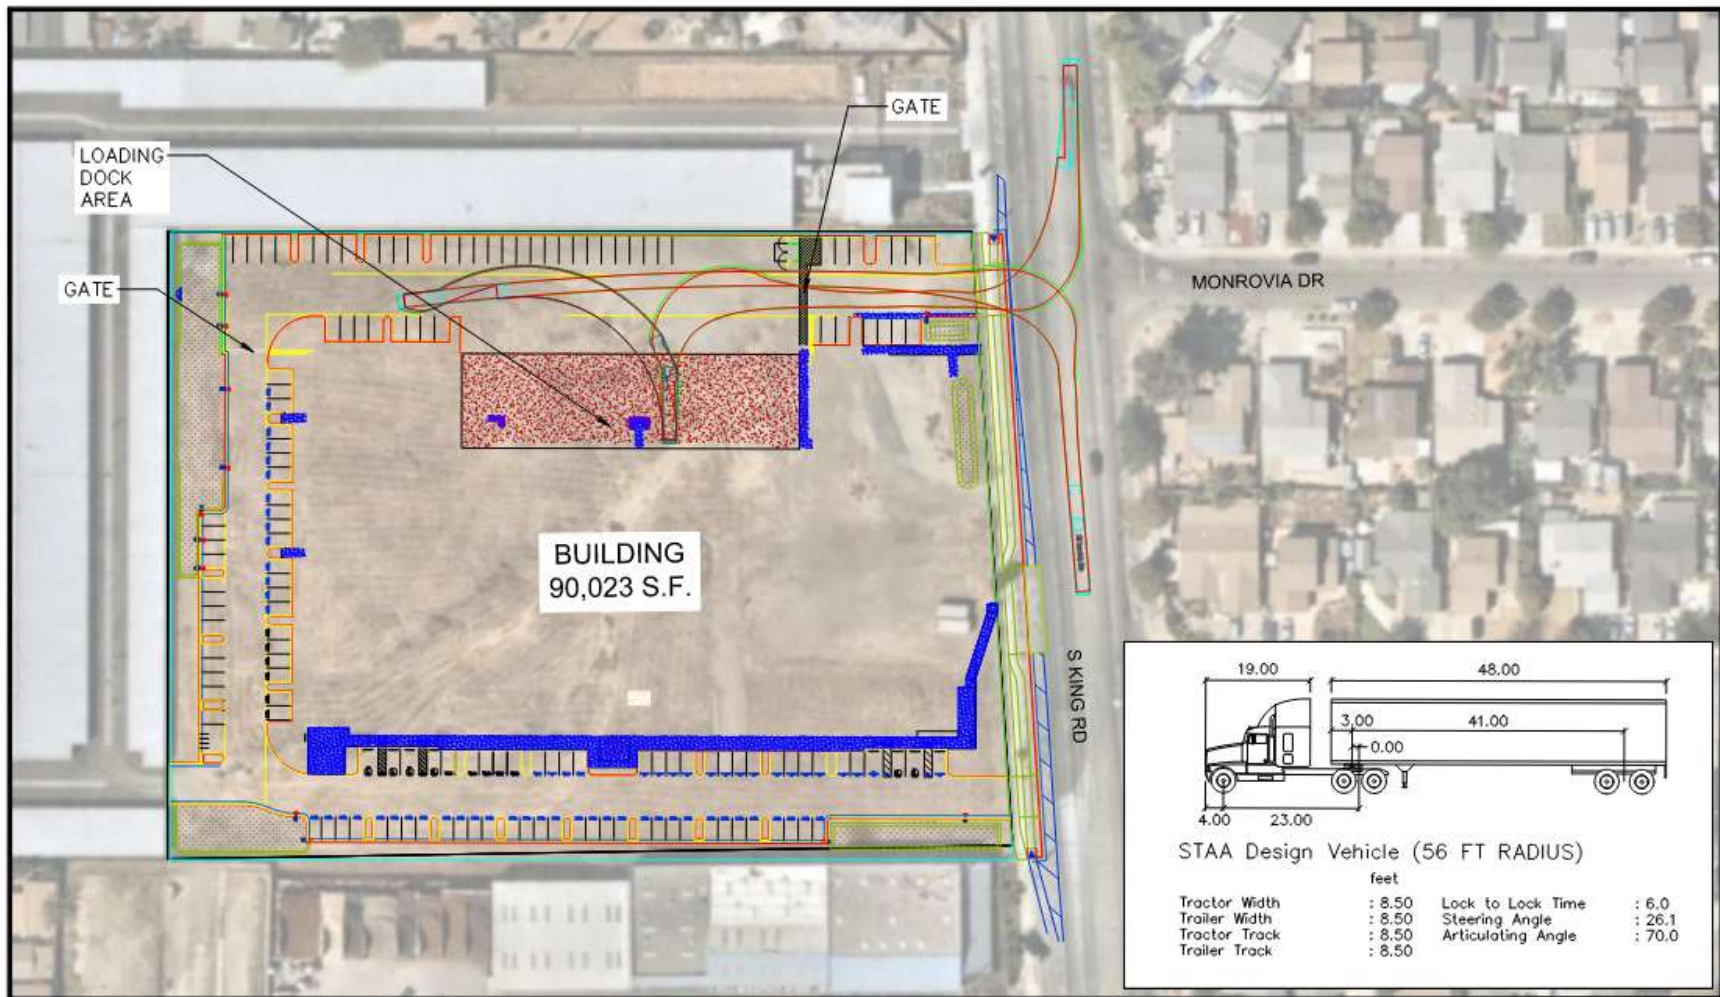 GATE
LOADING
DOCK
AREA
GATE
MONROVIA DR
BUILDING
90,023 S.F.
S KING RD
19.00
48.00
3.00
41.00
0.00
4.00
23.00
STAA Design Vehicle (56 FT RADIUS)
feet
Tractor Width : 8.50 Lock to Lock Time : 6.0
Trailer Width : 8.50 Steering Angle : 26.1
Tractor Track : 8.50 Articulating Angle : 70.0
Trailer Track : 8.50